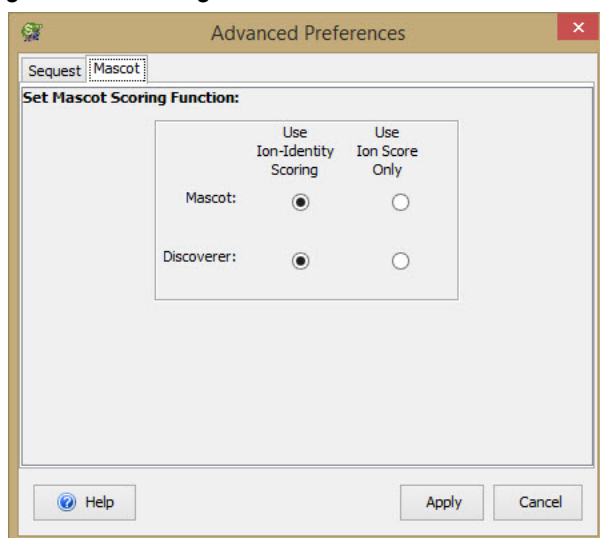 Advanced Preferences
Sequest Mascot
Set Mascot Scoring Function:
Use Use
Ion-Identity Ion Score
Scoring Only
Mascot:
Discoverer:
Help Apply Cancel